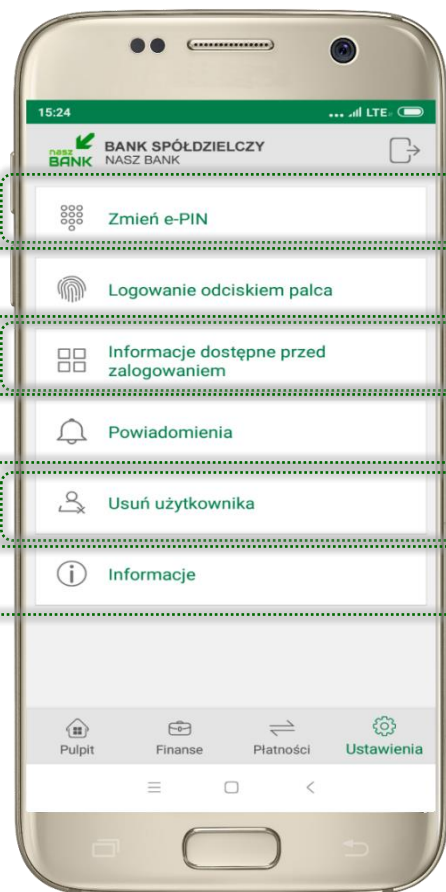 15:24
LTE
nasz BANK
BANK SPÓŁDZIELCZY
NASZ BANK
Zmień e-PIN
Logowanie odciskiem palca
Informacje dostępne przed
zalogowaniem
Powiadomienia
Usuń użytkownika
Informacje
Pulpit
Finanse
Płatności
Ustawienia